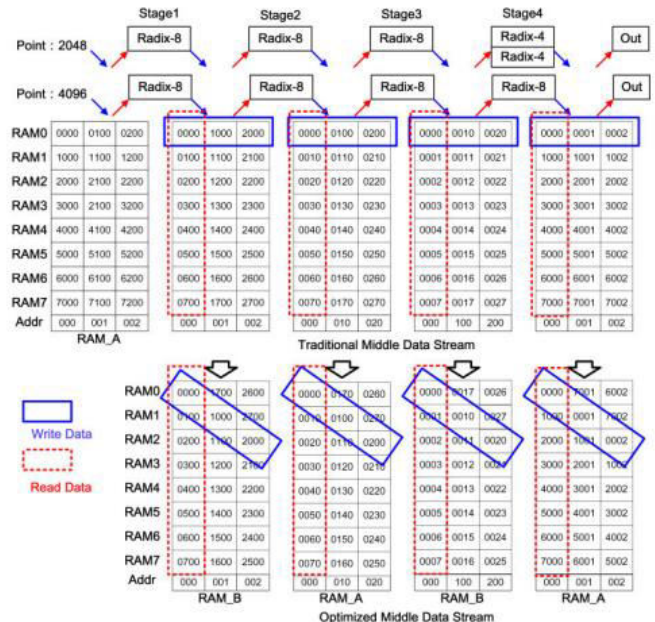 Stage1 Stage2 Stage3 Stage4
Radix-8 Radix-8 Radix-8 Radix-4 Out
Point : 2048
Radix-4
Point : 4096 Radix-8 Radix-8 Radix-8 Radix-8 Out
RAM0 0000 0100 0200 0000 1000 2000 0000 0100 0200 0000 0010 0020 0000 0001 0002
RAM1 1000 1100 1200 0100 1100 2100 0010 0110 0210 0001 0011 0021 1000 1001 1002
RAM2 2000 2100 2200 0200 1200 2200 0020 0120 0220 0002 0012 0022 2000 2001 2002
RAM3 3000 2100 3200 0300 1300 2300 0030 0130 0230 0003 0013 0023 3000 3001 3002
RAM4 4000 4100 4200 0400 1400 2400 0040 0140 0240 0004 0014 0024 4000 4001 4002
RAM5 5000 5100 5200 0500 1500 2500 0050 0150 0250 0005 0015 0025 5000 5001 5002
RAM6 6000 6100 6200 0600 1600 2600 0060 0160 0260 0006 0016 0026 6000 6001 6002
RAM7 7000 7100 7200 0700 1700 2700 0070 0170 0270 0007 0017 0027 7000 7001 7002
Addr 000 001 002 000 001 002 000 010 020 000 100 200 000 001 002
RAM_A Traditional Middle Data Stream
RAM0 0000 1700 2600 0000 0170 0260 0000 0017 0026 0000 7001 6002
RAM1 0100 1000 2700 0010 0100 0270 0001 0010 0027 1000 0001 7002
Write Data
RAM2 0200 1100 2000 0020 0110 0200 0002 0011 0020 2000 1001 0002
RAM3 0300 1200 2100 0030 0120 0210 0003 0012 0021 3000 2001 1002
Read Data
RAM4 0400 1300 2200 0040 0130 0220 0004 0013 0022 4000 3001 2002
RAM5 0500 1400 2300 0050 0140 0230 0005 0014 0023 5000 4001 3002
RAM6 0600 1500 2400 0060 0150 0240 0006 0015 0024 6000 5001 4002
RAM7 0700 1600 2500 0070 0160 0250 0007 0016 0025 7000 6001 5002
Addr 000 001 002 000 010 020 000 100 200 000 001 002
RAM_B RAM_A RAM_B RAM_A
Optimized Middle Data Stream